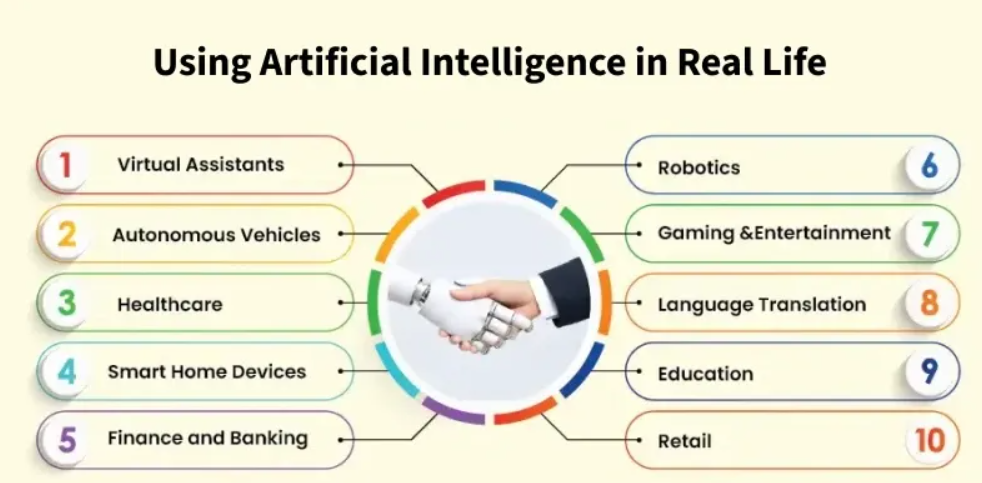 Using Artificial Intelligence in Real Life
1 Virtual Assistants
2 Autonomous Vehicles
3 Healthcare
4 Smart Home Devices
5 Finance and Banking
Robotics 6
Gaming &Entertainment 7
Language Translation 8
Education 9
Retail 10